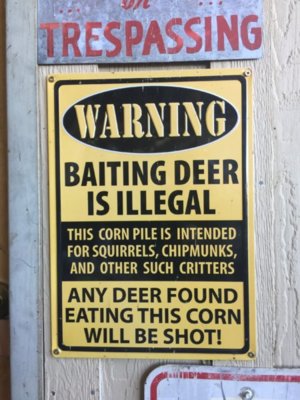 TRESPASSING
WARNING
BAITING DEER
IS ILLEGAL
THIS CORN PILE IS INTENDED
FOR SQUIRRELS, CHIPMUNKS,
AND OTHER SUCH CRITTERS
ANY DEER FOUND
EATING THIS CORN
WILL BE SHOT!